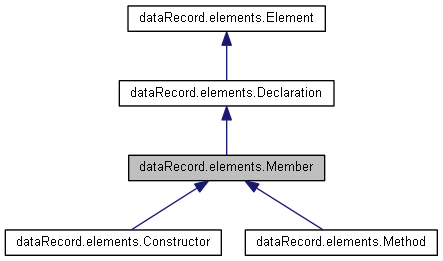 dataRecord.elements.Element
dataRecord.elements.Declaration
dataRecord.elements.Member
dataRecord.elements.Constructor
dataRecord.elements.Method